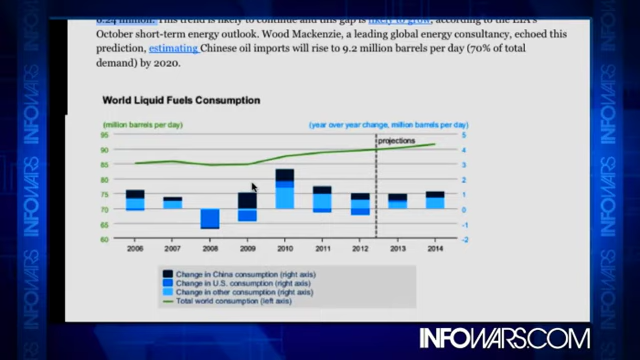 6.24 million. This trend is likely to continue and this gap is likely to grow, according to the EIA's
October short-term energy outlook. Wood Mackenzie, a leading global energy consultancy, echoed this
prediction, estimating Chinese oil imports will rise to 9.2 million barrels per day (70% of total
demand) by 2020.
World Liquid Fuels Consumption
(million barrels per day) (year over year change, million barrels per day)
projections
95 5
90 4
85 3
80 2
75 1
70 0
65 -1
60 -2
2006 2007 2008 2009 2010 2011 2012 2013 2014
Change in China consumption (right axis)
Change in U.S. consumption (right axis)
Change in other consumption (right axis)
Total world consumption (left axis)
INFOWARS
INFOWARS
INFOWARS
INFOWARS
INFOWARS.COM